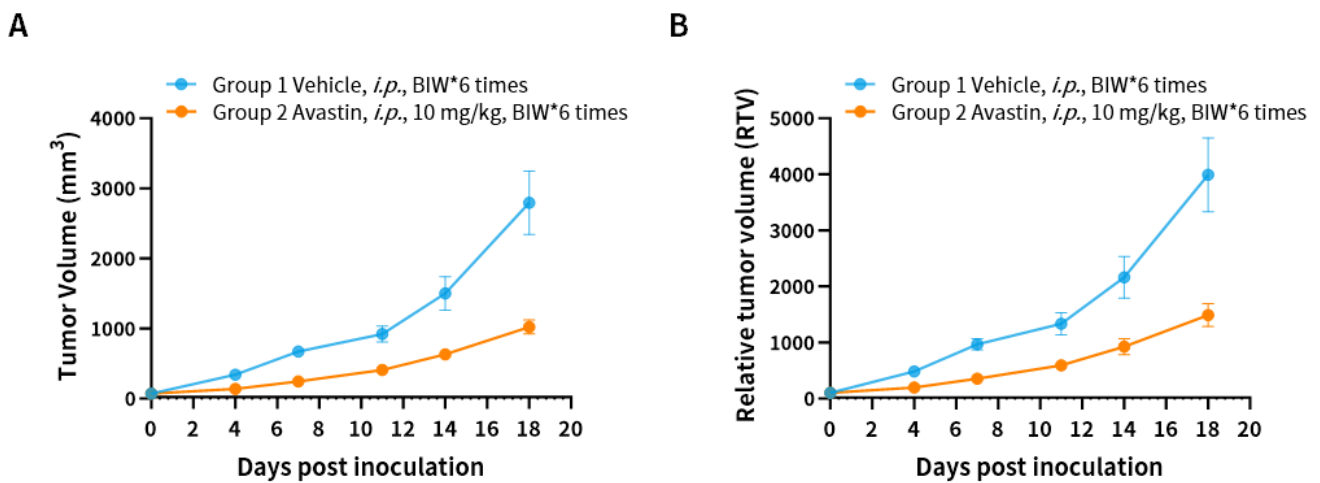 A
Group 1 Vehicle, i.p., BIW*6 times
Group 2 Avastin, i.p., 10 mg/kg, BIW*6 times
Tumor Volume (mm³)
4000
3000
2000
1000
0
0 2 4 6 8 10 12 14 16 18 20
Days post inoculation
B
Group 1 Vehicle, i.p., BIW*6 times
Group 2 Avastin, i.p., 10 mg/kg, BIW*6 times
Relative tumor volume (RTV)
5000
4000
3000
2000
1000
0
0 2 4 6 8 10 12 14 16 18 20
Days post inoculation